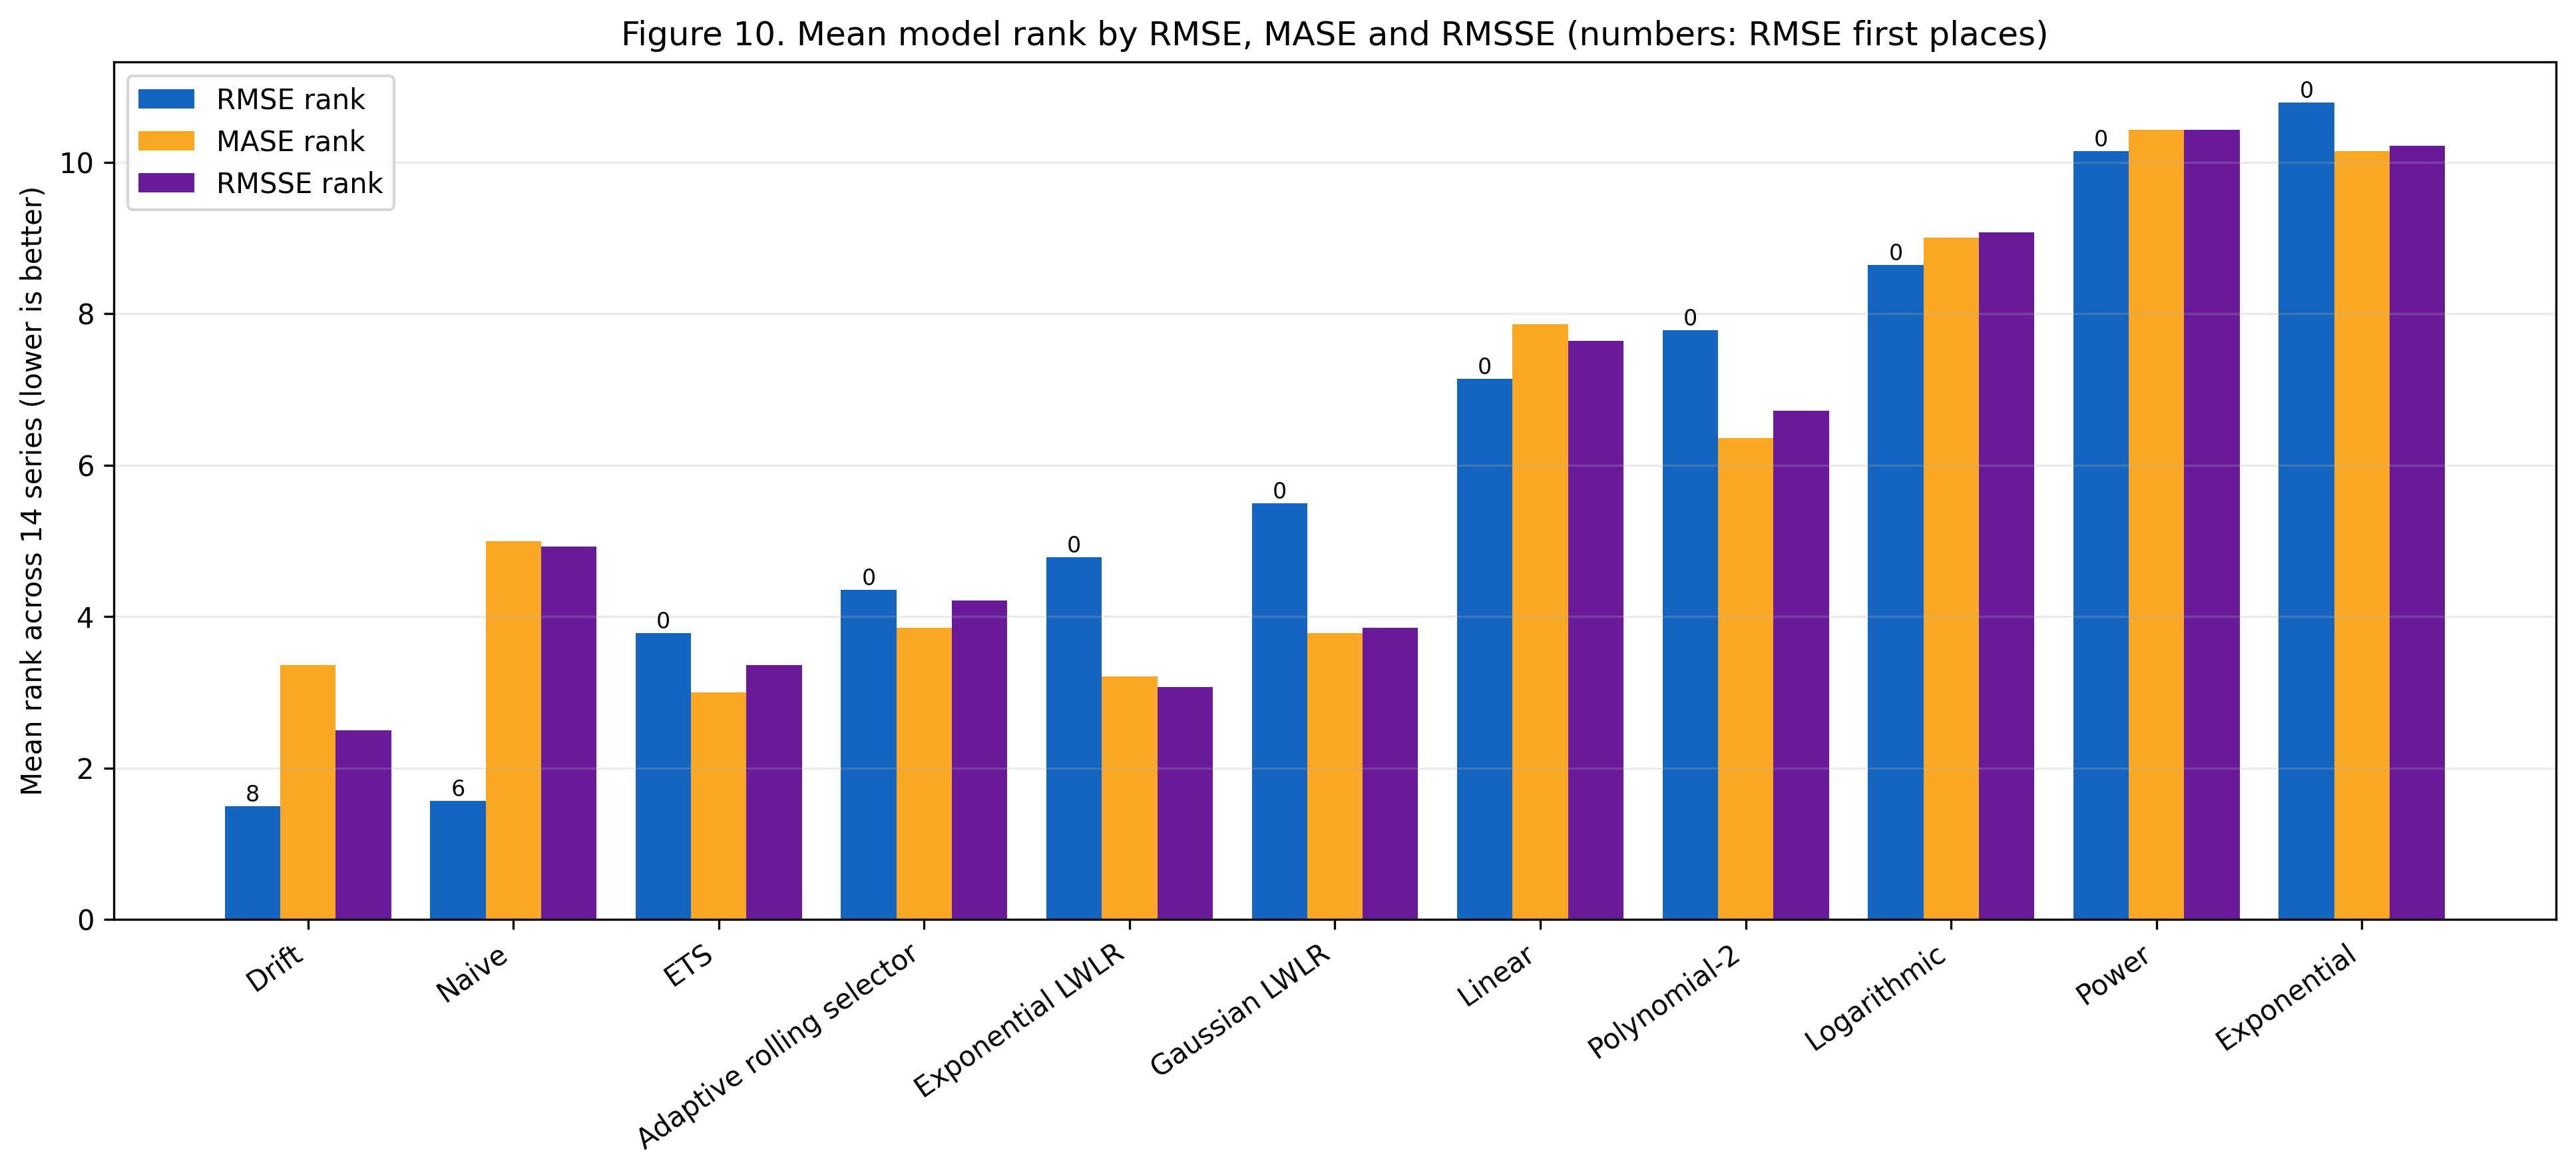 Figure 10. Mean model rank by RMSE, MASE and RMSSE (numbers: RMSE first places)
RMSE rank
MASE rank
RMSSE rank
Mean rank across 14 series (lower is better)
10
8
6
4
2
0
8
6
0
0
0
0
0
0
0
0
0
Drift
Naive
ETS
Adaptive rolling selector
Exponential LWLR
Gaussian LWLR
Linear
Polynomial-2
Logarithmic
Power
Exponential